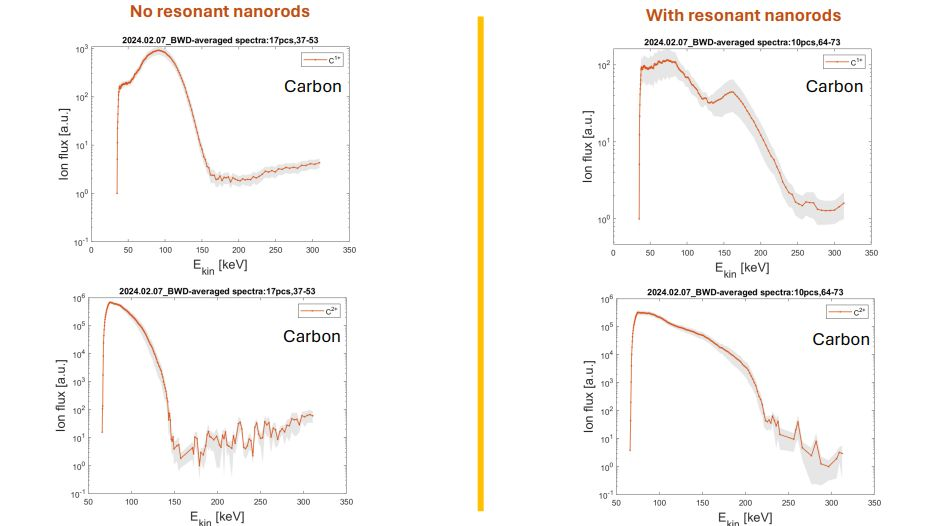 No resonant nanorods
With resonant nanorods
2024.02.07_BWD-averaged spectra:17pcs,37-53
10³
10²
10¹
10⁰
10⁻¹
Ion flux [a.u.]
C¹⁺
Carbon
0 50 100 150 200 250 300 350
E_kin [keV]
2024.02.07_BWD-averaged spectra:10pcs,64-73
10²
10¹
10⁰
Ion flux [a.u.]
C¹⁺
Carbon
0 50 100 150 200 250 300 350
E_kin [keV]
2024.02.07_BWD-averaged spectra:17pcs,37-53
10⁶
10⁵
10⁴
10³
10²
10¹
10⁰
10⁻¹
Ion flux [a.u.]
C²⁺
Carbon
50 100 150 200 250 300 350
E_kin [keV]
2024.02.07_BWD-averaged spectra:10pcs,64-73
10⁶
10⁵
10⁴
10³
10²
10¹
10⁰
10⁻¹
Ion flux [a.u.]
C²⁺
Carbon
50 100 150 200 250 300 350
E_kin [keV]